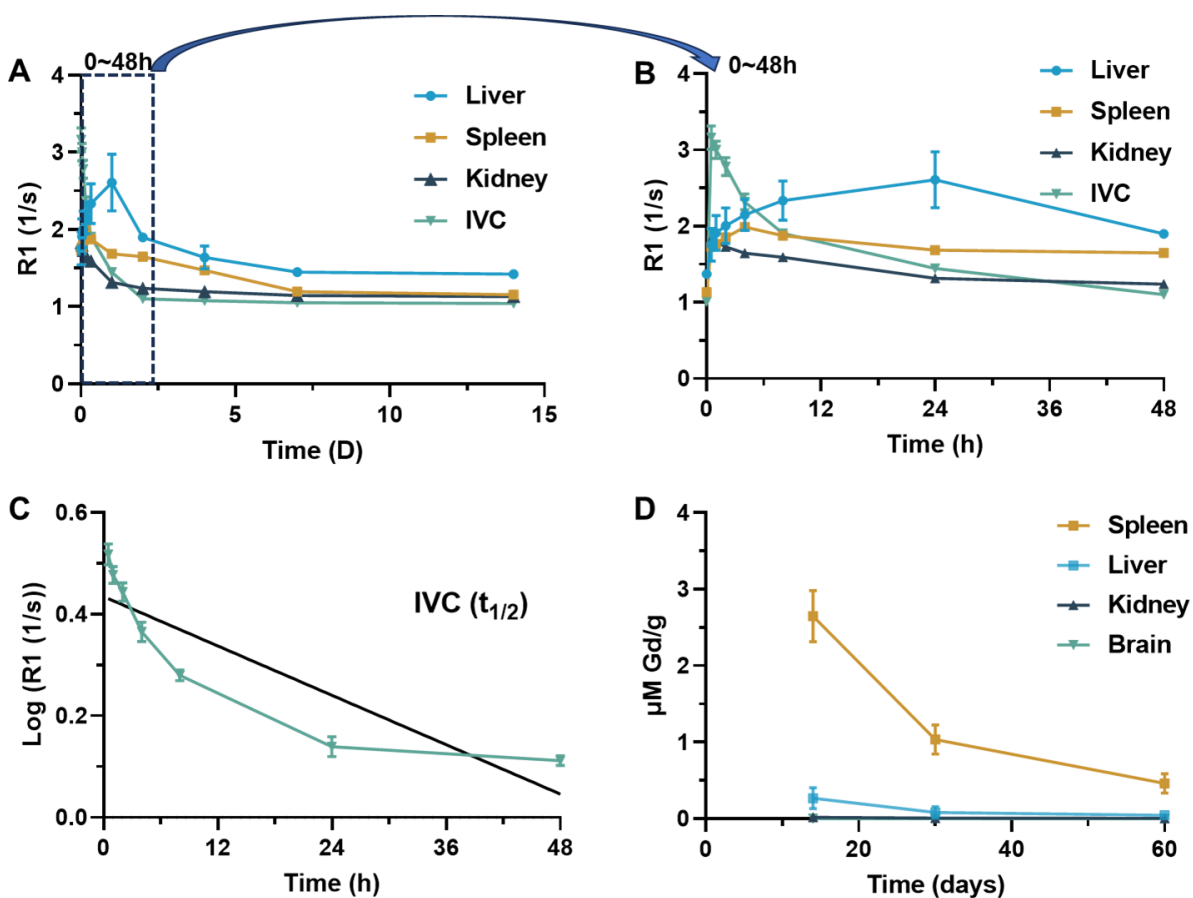 A
0~48h
R1 (1/s)
4
3
2
1
0
0
5
10
15
Time (D)
Liver
Spleen
Kidney
IVC
B
0~48h
R1 (1/s)
4
3
2
1
0
0
12
24
36
48
Time (h)
Liver
Spleen
Kidney
IVC
C
Log (R1 (1/s))
0.6
0.4
0.2
0.0
0
12
24
36
48
Time (h)
IVC (t1/2)
D
μM Gd/g
4
3
2
1
0
0
20
40
60
Time (days)
Spleen
Liver
Kidney
Brain